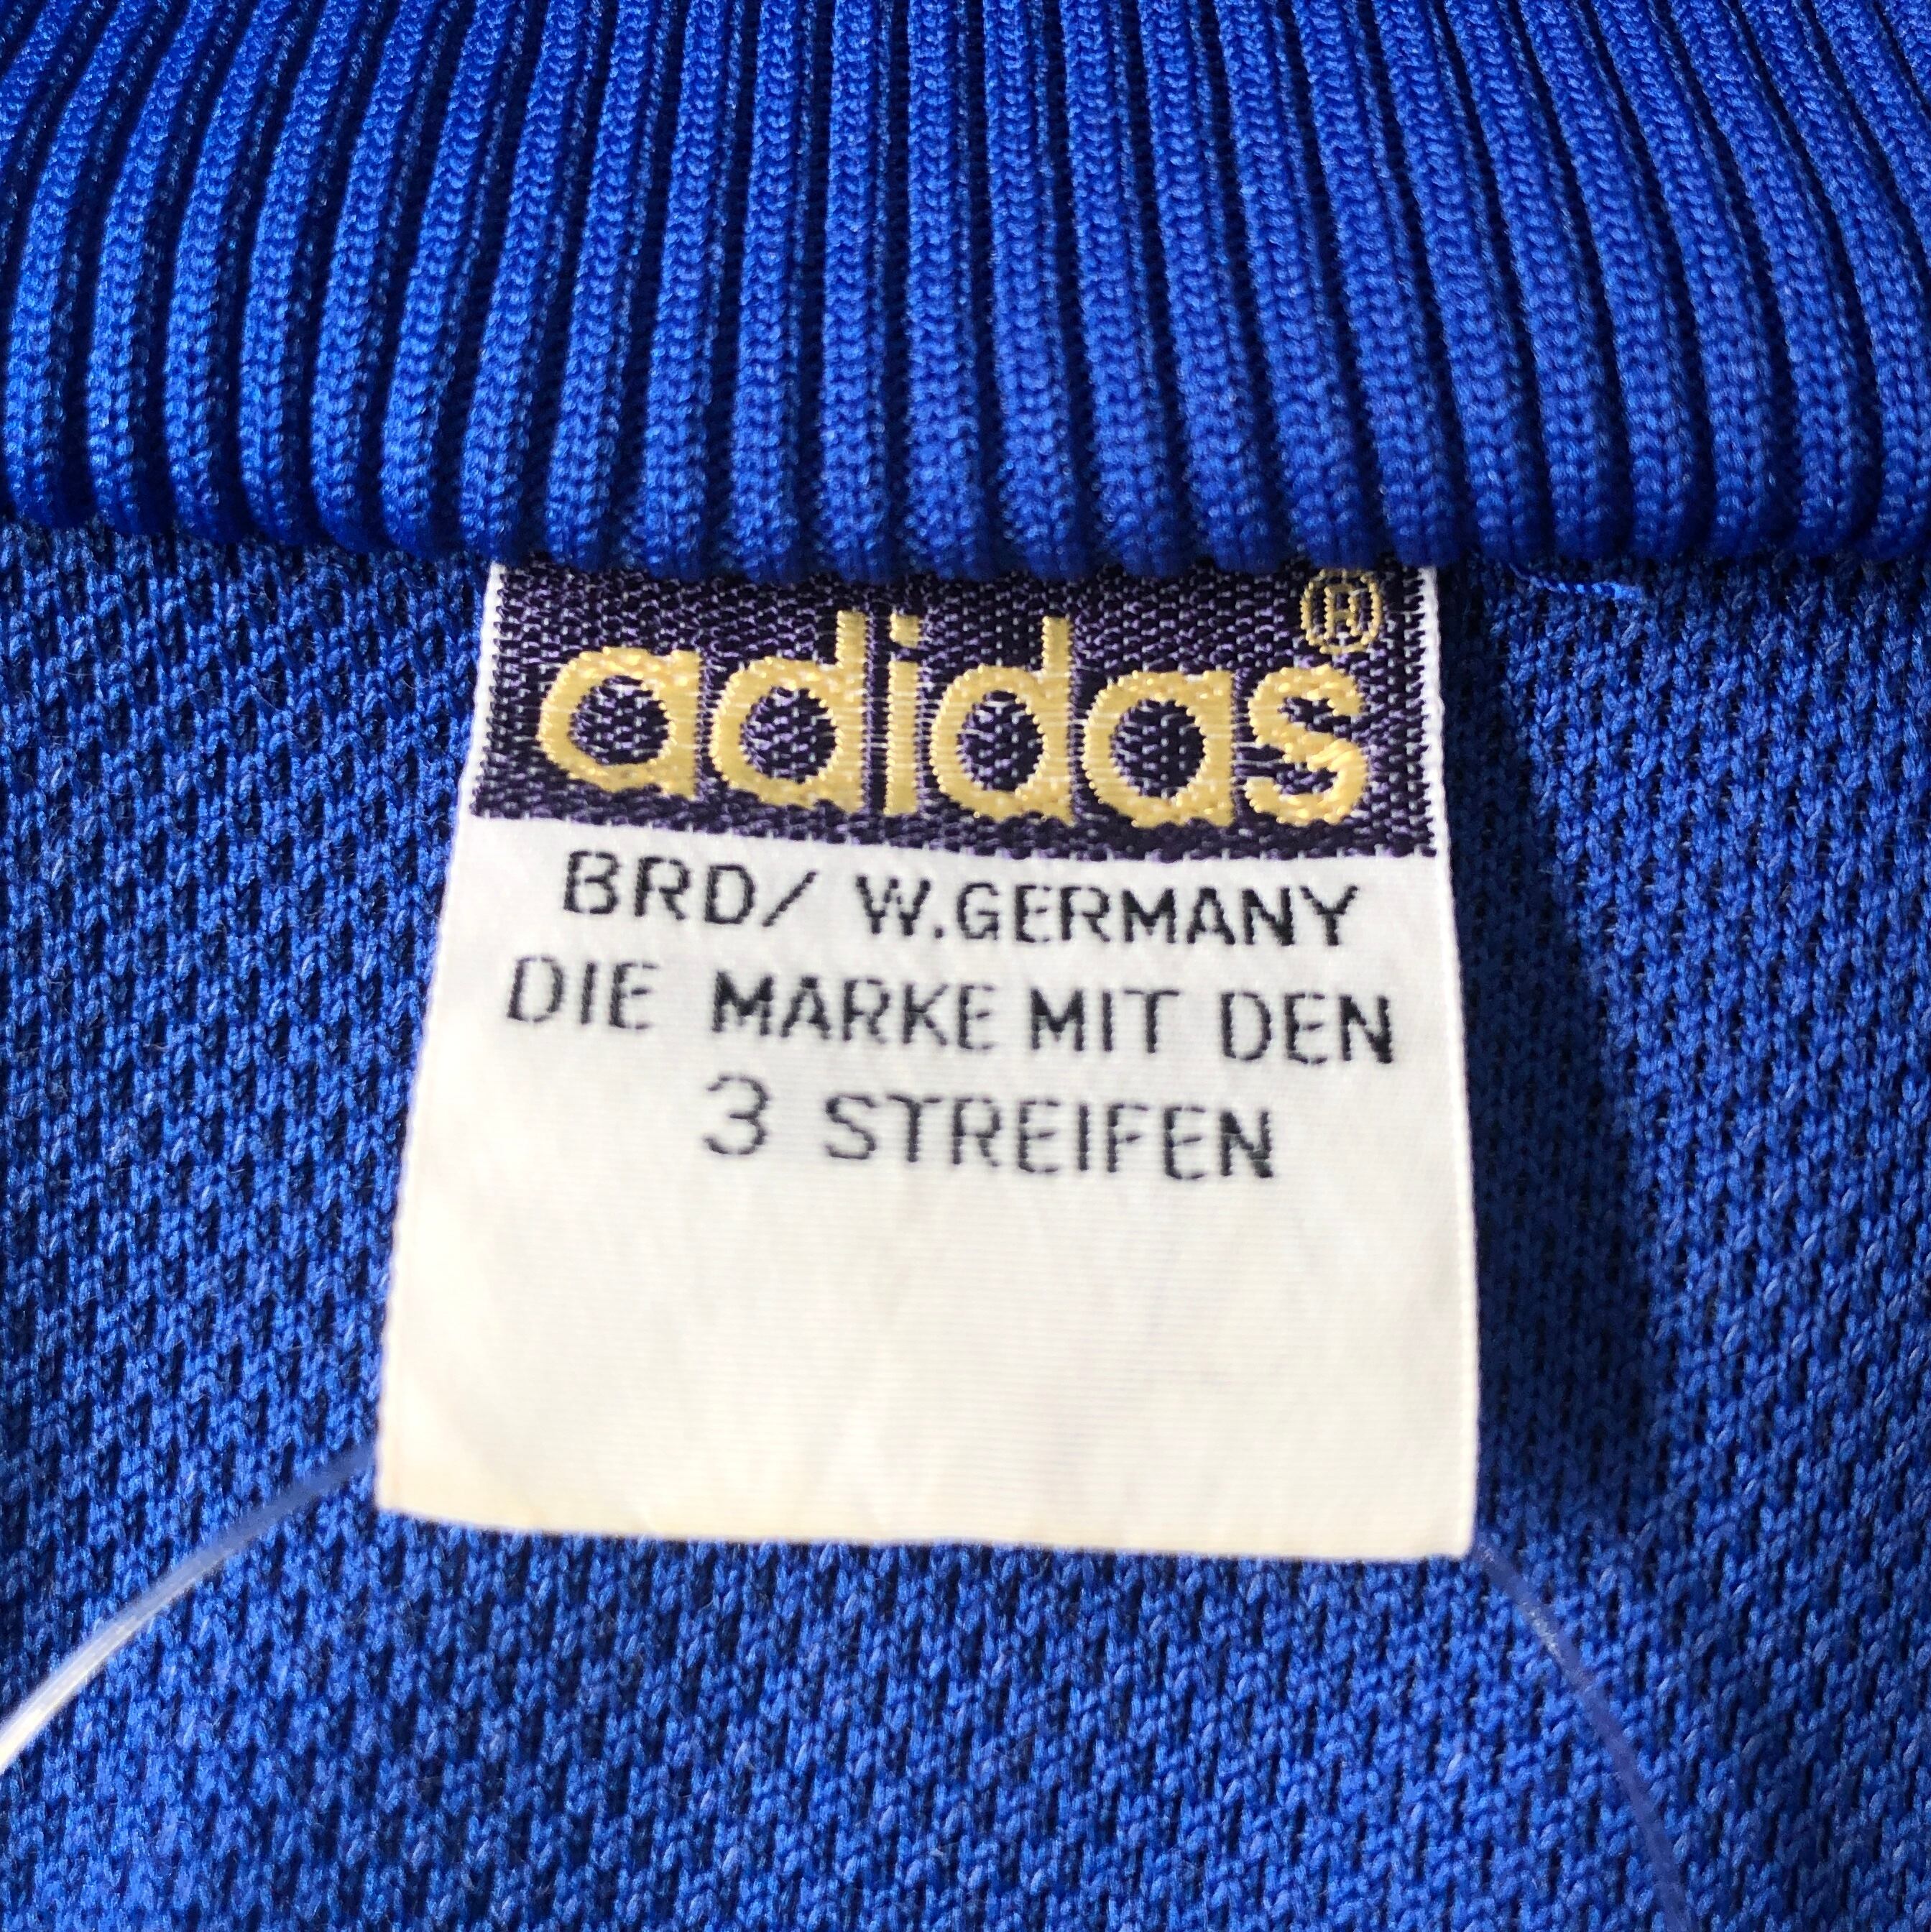 adidas®
BRD/ W.GERMANY
DIE MARKE MIT DEN
3 STREIFEN